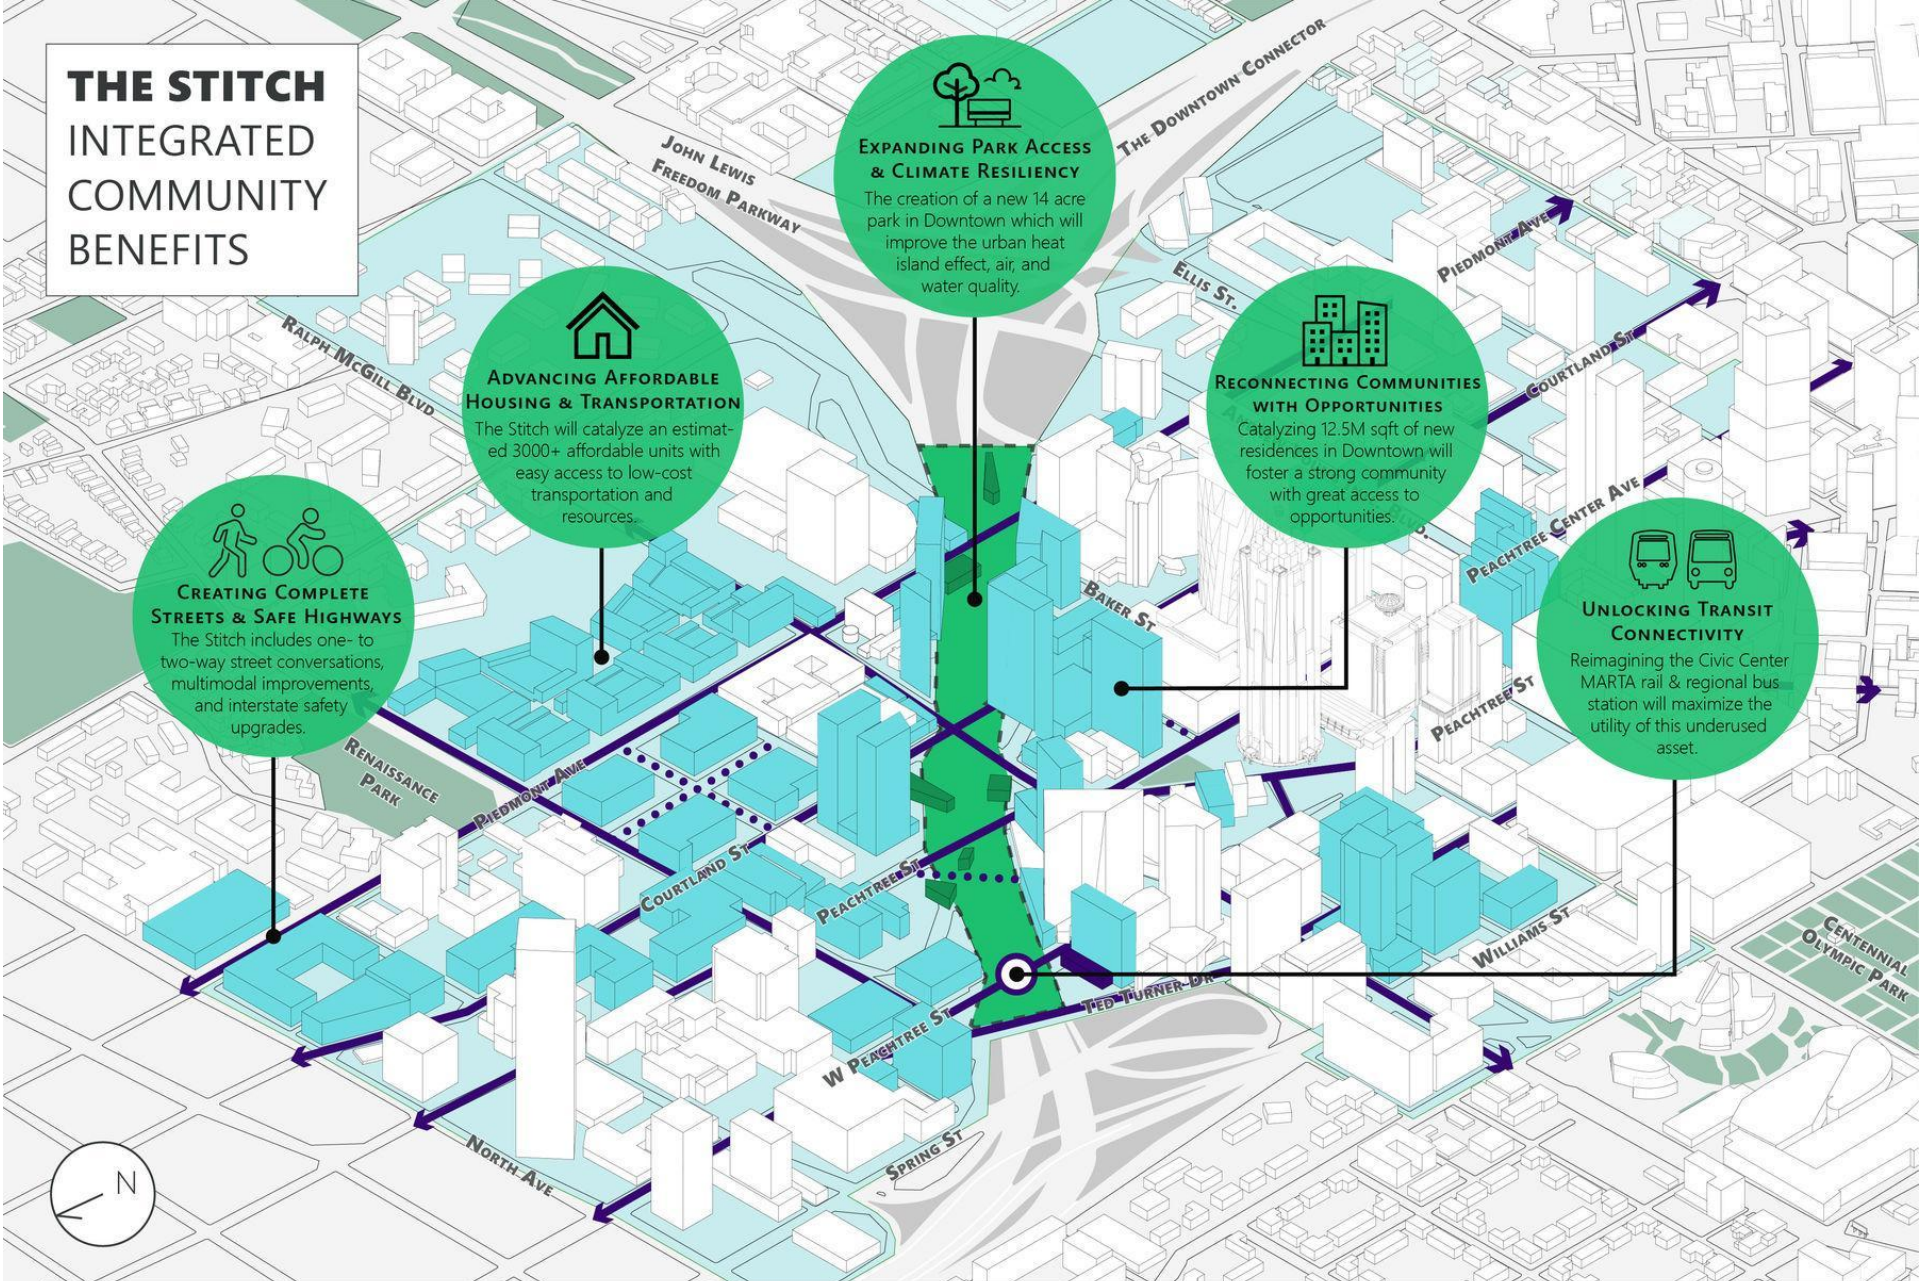 THE STITCH
INTEGRATED
COMMUNITY
BENEFITS
JOHN LEWIS
FREEDOM PARKWAY
THE DOWNTOWN CONNECTOR
EXPANDING PARK ACCESS
& CLIMATE RESILIENCY
The creation of a new 14 acre
park in Downtown which will
improve the urban heat
island effect, air, and
water quality.
PIEDMONT AVE
ELLIS ST.
COURTLAND ST
RALPH MCGILL BLVD
ADVANCING AFFORDABLE
HOUSING & TRANSPORTATION
The Stitch will catalyze an estimat-
ed 3000+ affordable units with
easy access to low-cost
transportation and
resources.
RECONNECTING COMMUNITIES
WITH OPPORTUNITIES
Catalyzing 12.5M sqft of new
residences in Downtown will
foster a strong community
with great access to
opportunities.
BLVD.
PEACHTREE CENTER AVE
CREATING COMPLETE
STREETS & SAFE HIGHWAYS
The Stitch includes one- to
two-way street conversations,
multimodal improvements,
and interstate safety
upgrades.
BAKER ST
UNLOCKING TRANSIT
CONNECTIVITY
Reimagining the Civic Center
MARTA rail & regional bus
station will maximize the
utility of this underused
asset.
PEACHTREE ST
RENAISSANCE
PARK
PIEDMONT AVE
COURTLAND ST
PEACHTREE ST
WILLIAMS ST
CENTENNIAL
OLYMPIC PARK
TED TURNER DR
W PEACHTREE ST
SPRING ST
NORTH AVE
N